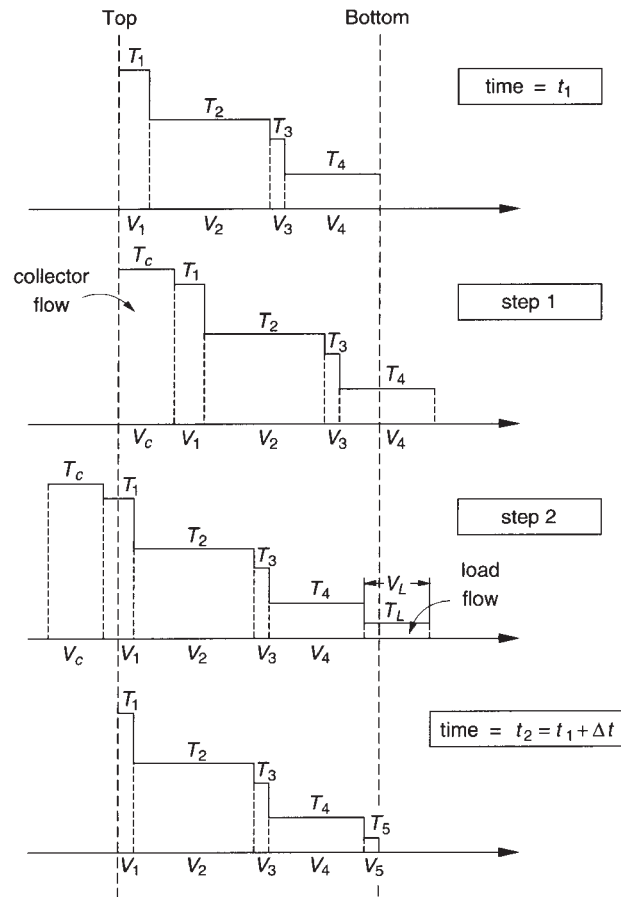 Top Bottom
T1
T2
T3
T4
time = t1
V1 V2 V3 V4
Tc
T1
T2
T3
T4
collector
flow
step 1
Vc V1 V2 V3 V4
Tc
T1
T2
T3
T4
VL
TL
load
flow
step 2
Vc V1 V2 V3 V4
T1
T2
T3
T4
T5
time = t2 = t1 + Δt
V1 V2 V3 V4 V5